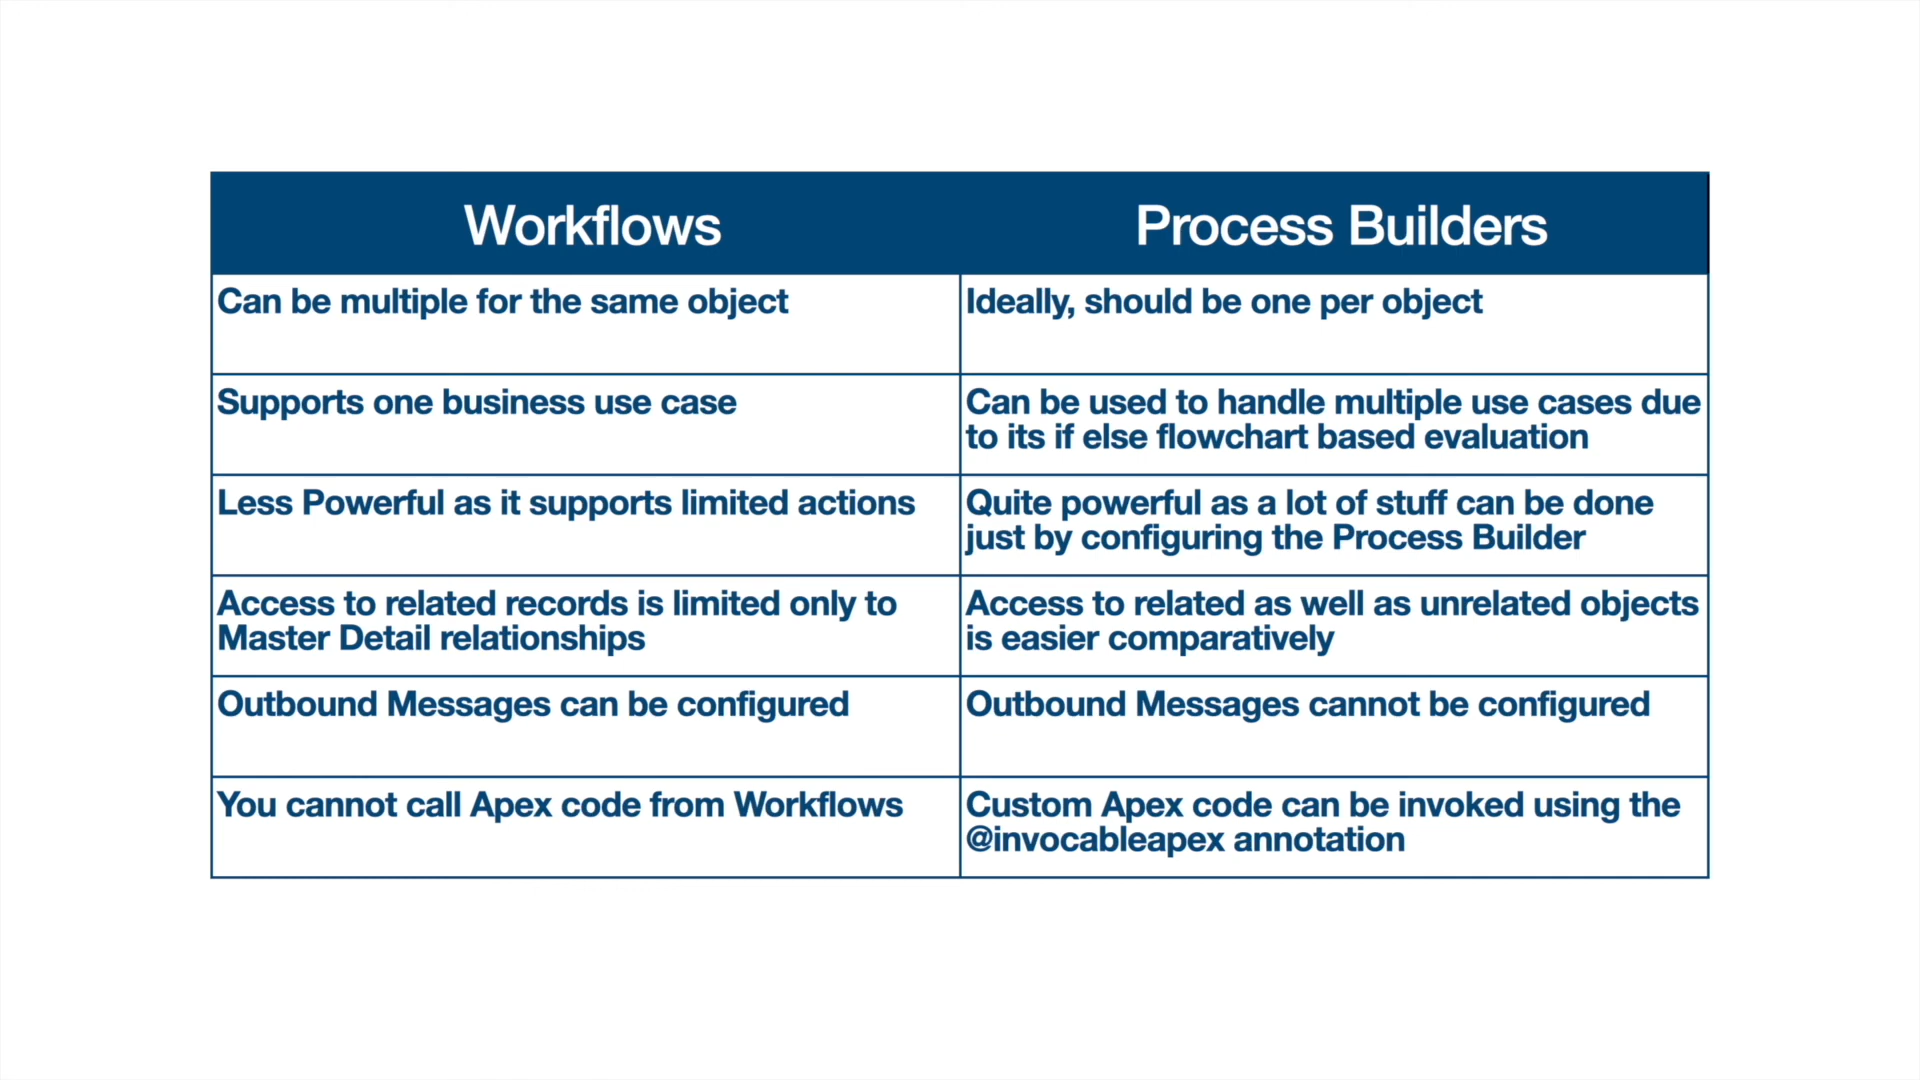 Workflows
Process Builders
Can be multiple for the same object
Ideally, should be one per object
Supports one business use case
Can be used to handle multiple use cases due
to its if else flowchart based evaluation
Less Powerful as it supports limited actions
Quite powerful as a lot of stuff can be done
just by configuring the Process Builder
Access to related records is limited only to
Master Detail relationships
Access to related as well as unrelated objects
is easier comparatively
Outbound Messages can be configured
Outbound Messages cannot be configured
You cannot call Apex code from Workflows
Custom Apex code can be invoked using the
@invocableapex annotation